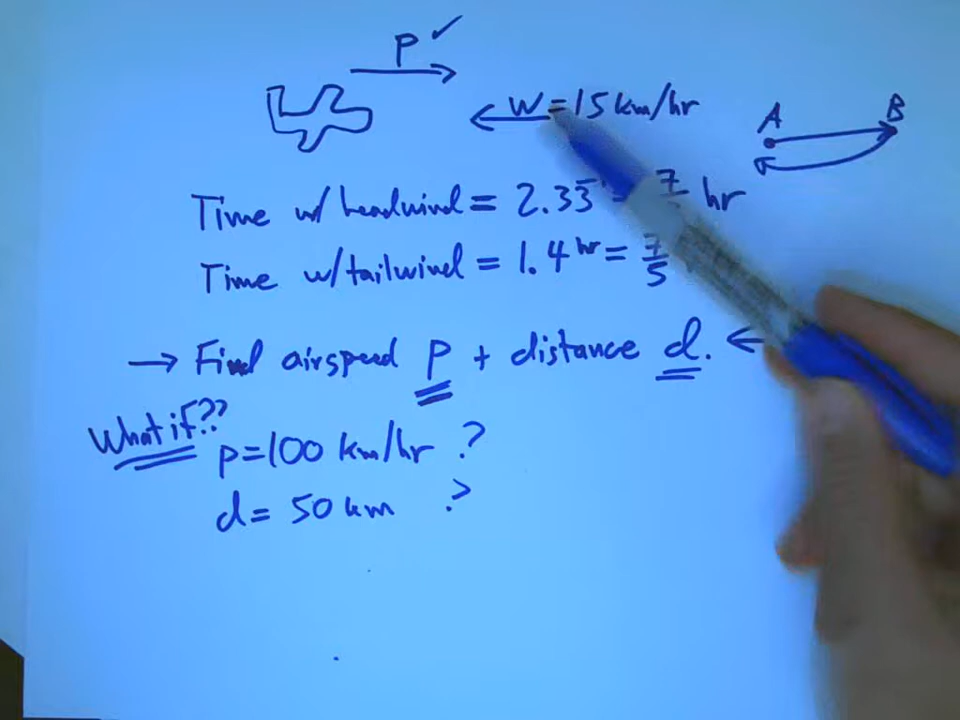 P ✓
W = 15 km/hr
A B
Time w/ headwind = 2.33 7 hr
Time w/ tailwind = 1.4 hr = 7/5
→ Find airspeed p + distance d. ←
What if??
p = 100 km/hr ?
d = 50 km ?